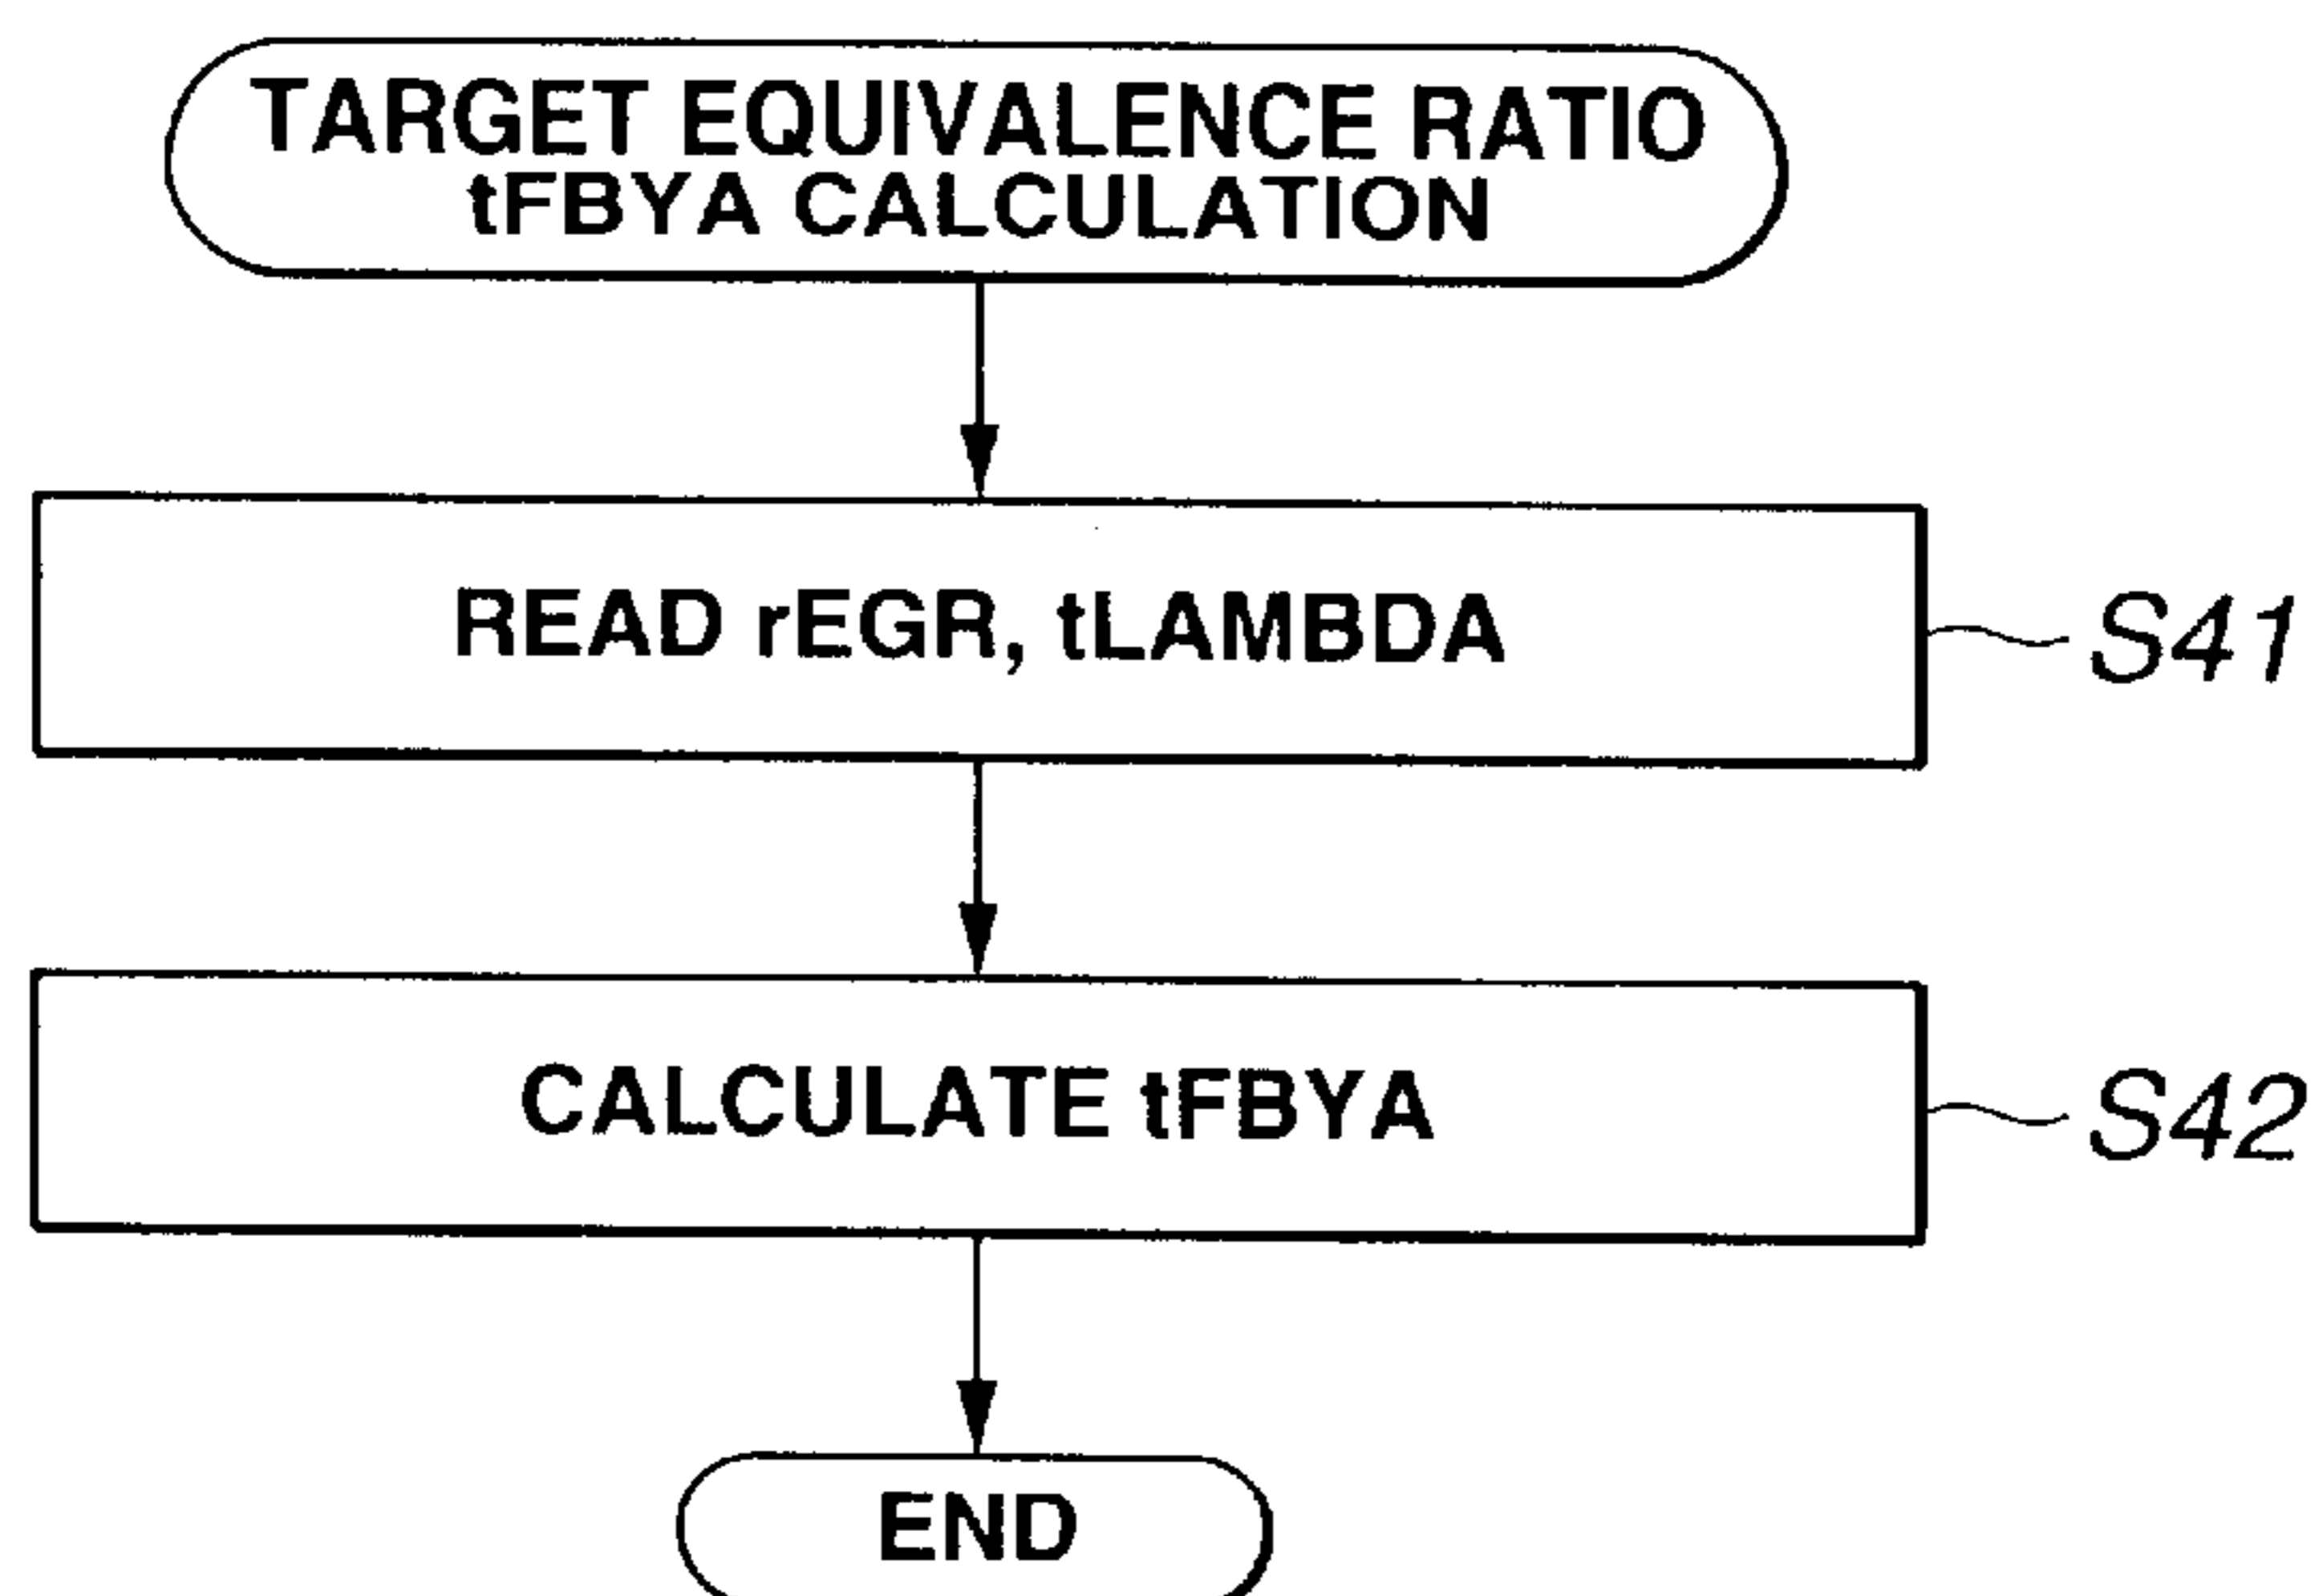 TARGET EQUIVALENCE RATIO
tFBYA CALCULATION
READ rEGR, tLAMBDA
S41
CALCULATE tFBYA
S42
END